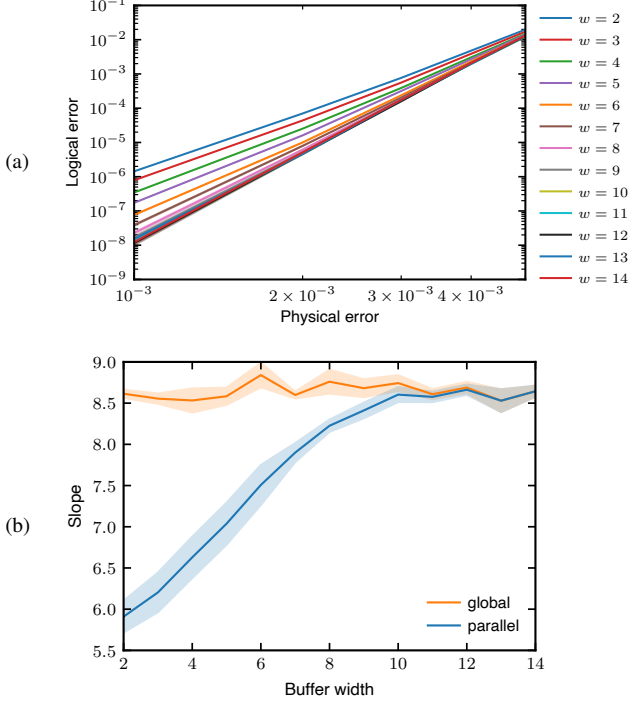 (a)
Logical error
10⁻¹
10⁻²
10⁻³
10⁻⁴
10⁻⁵
10⁻⁶
10⁻⁷
10⁻⁸
10⁻⁹
10⁻³
2 × 10⁻³
3 × 10⁻³
4 × 10⁻³
Physical error
w = 2
w = 3
w = 4
w = 5
w = 6
w = 7
w = 8
w = 9
w = 10
w = 11
w = 12
w = 13
w = 14
(b)
Slope
9.0
8.5
8.0
7.5
7.0
6.5
6.0
5.5
global
parallel
2
4
6
8
10
12
14
Buffer width